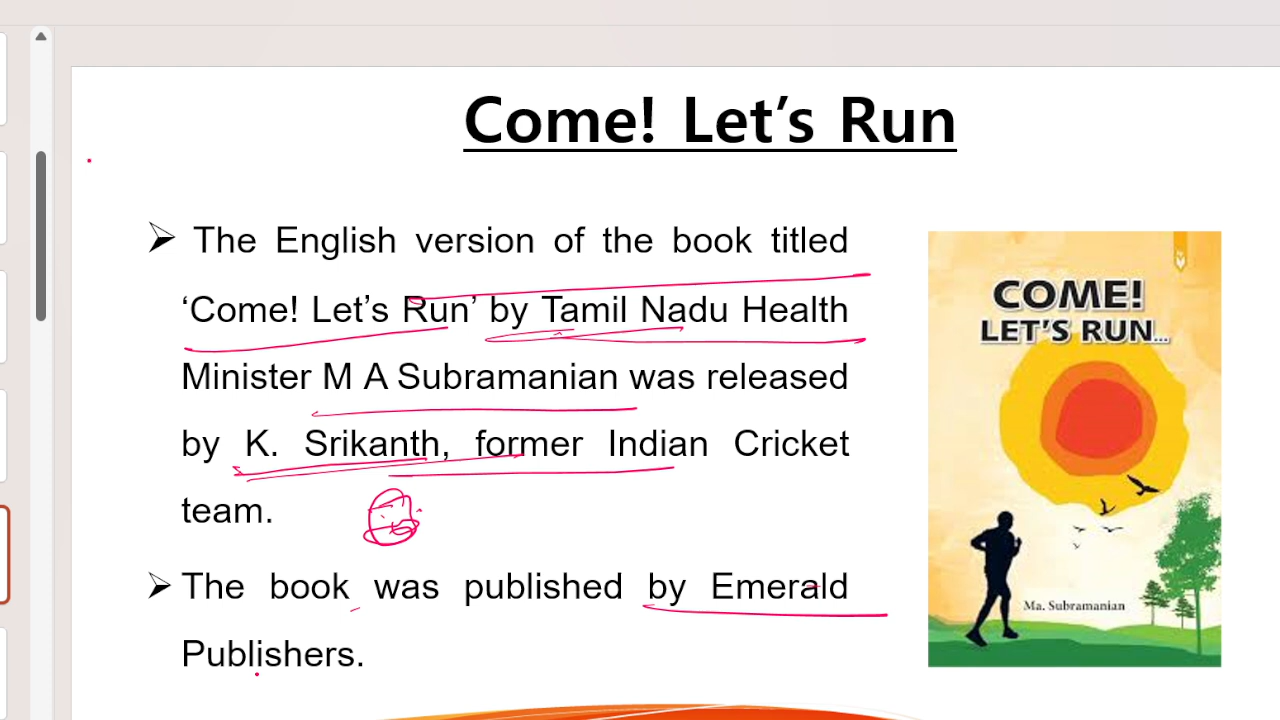 Come! Let’s Run
The English version of the book titled
‘Come! Let’s Run’ by Tamil Nadu Health
Minister M A Subramanian was released
by K. Srikanth, former Indian Cricket
team.
The book was published by Emerald
Publishers.
COME!
LET'S RUN...
Ma. Subramanian